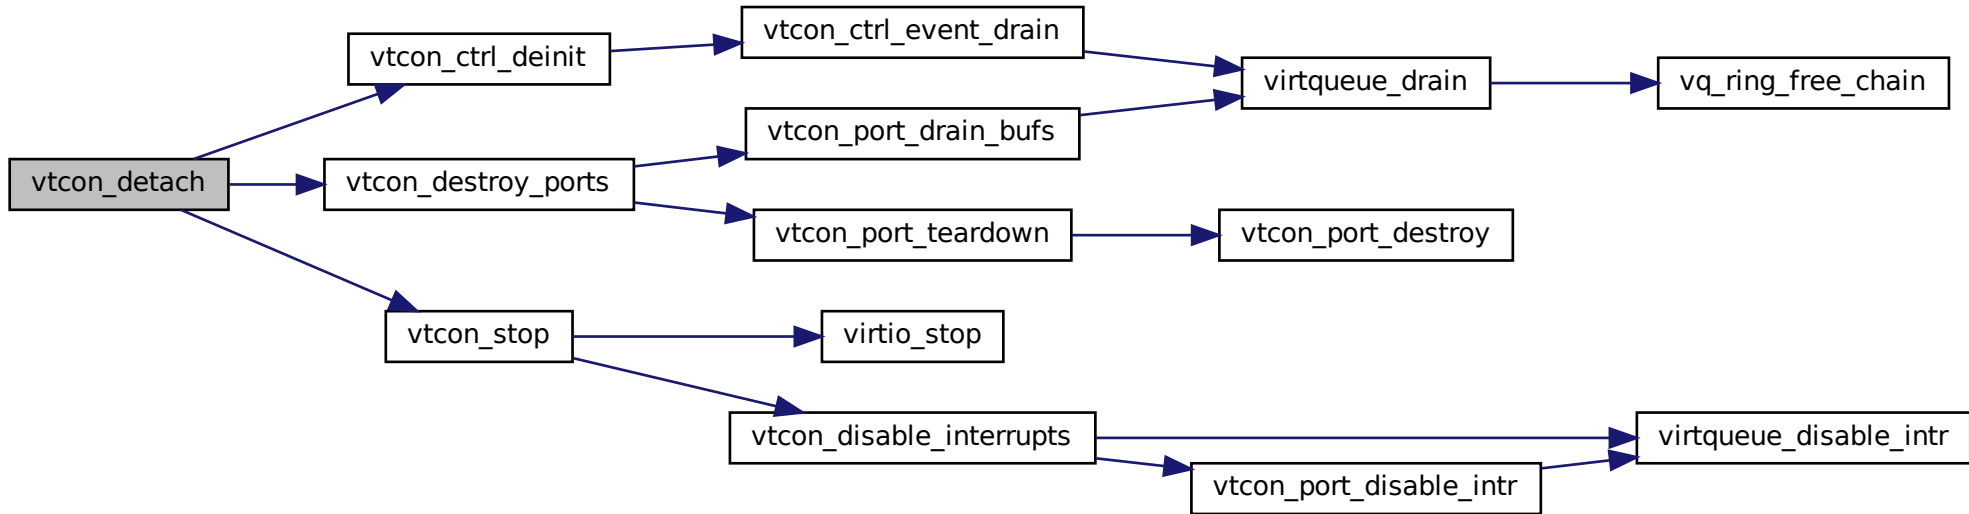 vtcon_detach
vtcon_ctrl_deinit
vtcon_destroy_ports
vtcon_stop
vtcon_ctrl_event_drain
vtcon_port_drain_bufs
vtcon_port_teardown
virtio_stop
vtcon_disable_interrupts
virtqueue_drain
vtcon_port_destroy
vtcon_port_disable_intr
vq_ring_free_chain
virtqueue_disable_intr